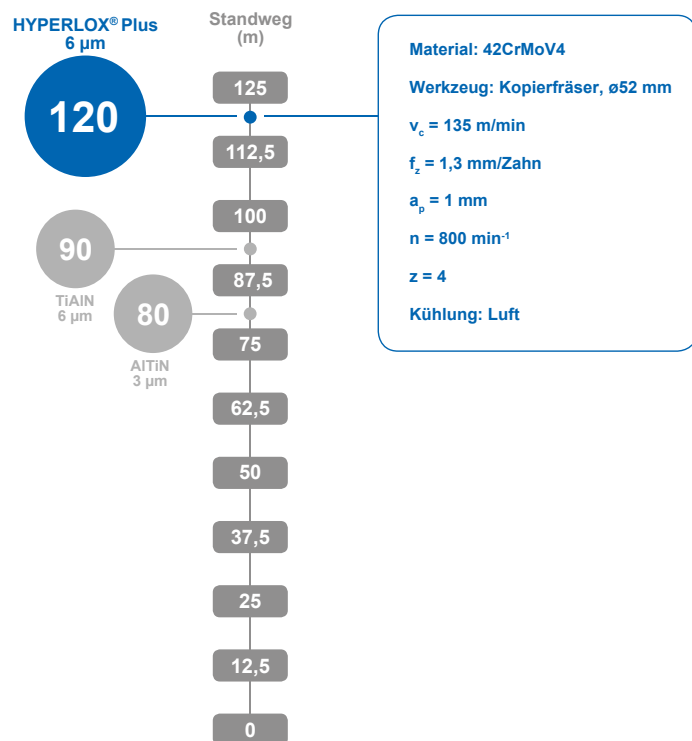 HYPERLOX® Plus
6 µm
120
Standweg
(m)
125
112,5
100
90
TiAlN
6 µm
87,5
80
AlTiN
3 µm
75
62,5
50
37,5
25
12,5
0
Material: 42CrMoV4
Werkzeug: Kopierfräser, ø52 mm
vc = 135 m/min
fz = 1,3 mm/Zahn
ap = 1 mm
n = 800 min-1
z = 4
Kühlung: Luft